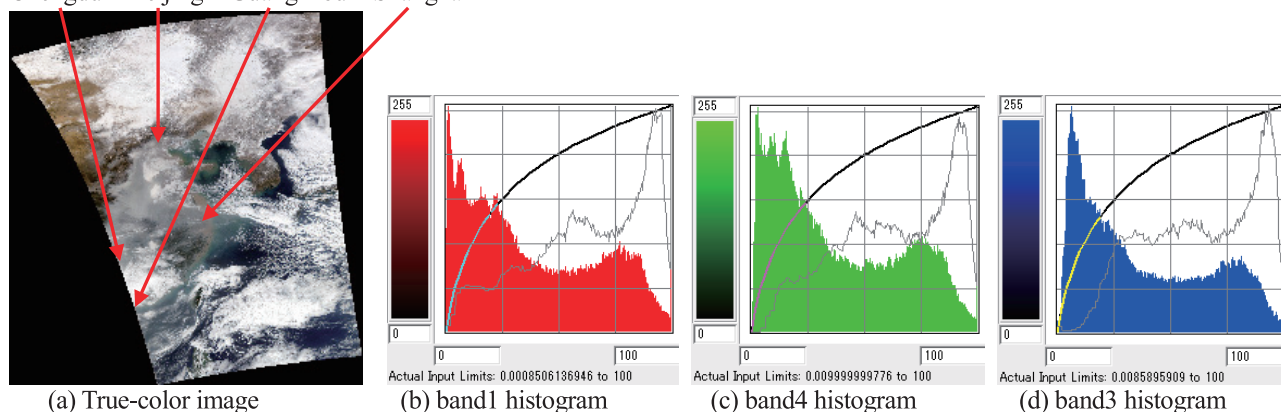 255
0
0 100
Actual Input Limits: 0.0008506136946 to 100
255
0
0 100
Actual Input Limits: 0.009999999776 to 100
255
0
0 100
Actual Input Limits: 0.0085895909 to 100
(a) True-color image (b) band1 histogram (c) band4 histogram (d) band3 histogram